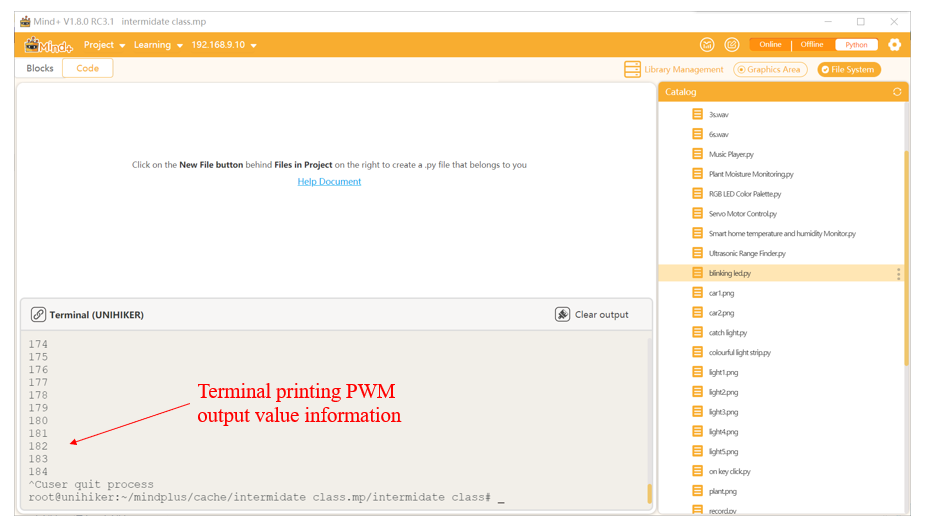 Mind+ V1.8.0 RC3.1 intermidate class.mp
Mind+ Project Learning 192.168.9.10 Online Offline Python
Blocks Code Library Management Graphics Area File System
Click on the New File button behind Files in Project on the right to create a .py file that belongs to you
Help Document
Catalog
3s.wav
6s.wav
Music Player.py
Plant Moisture Monitoring.py
RGB LED Color Palette.py
Servo Motor Control.py
Smart home temperature and humidity Monitor.py
Ultrasonic Range Finder.py
blinking led.py
car1.png
car2.png
catch light.py
colourful light strip.py
light1.png
light2.png
light3.png
light4.png
light5.png
on key click.py
plant.png
record.py
Terminal (UNIHIKER) Clear output
174
175
176
177
178
179
180
181
182
183
184
^Cuser quit process
root@unihiker:~/mindplus/cache/intermidate class.mp/intermidate class# _
Terminal printing PWM
output value information